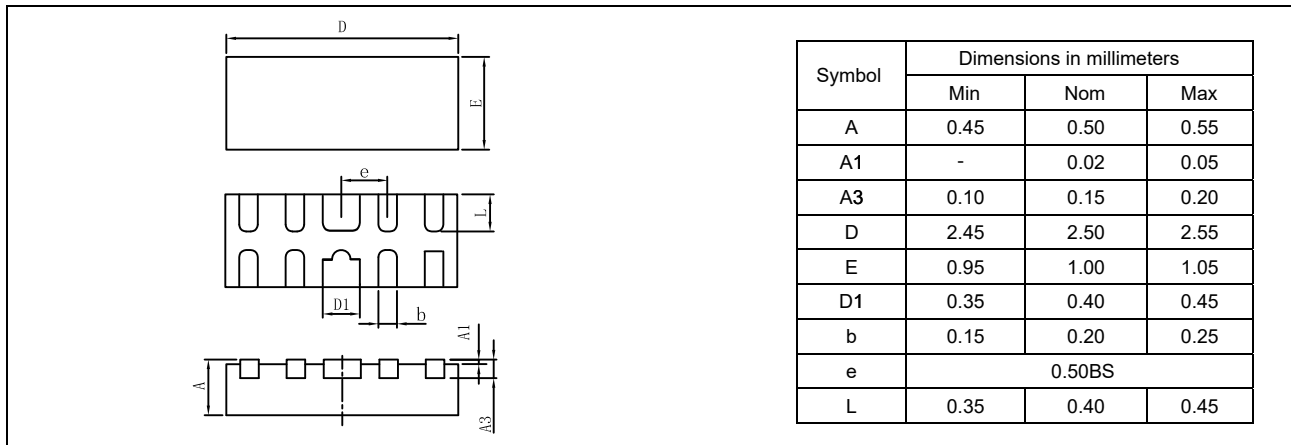 D
E
e
L
D1
b
A1
A
A3
Symbol Dimensions in millimeters
Min Nom Max
A 0.45 0.50 0.55
A1 - 0.02 0.05
A3 0.10 0.15 0.20
D 2.45 2.50 2.55
E 0.95 1.00 1.05
D1 0.35 0.40 0.45
b 0.15 0.20 0.25
e 0.50BS
L 0.35 0.40 0.45